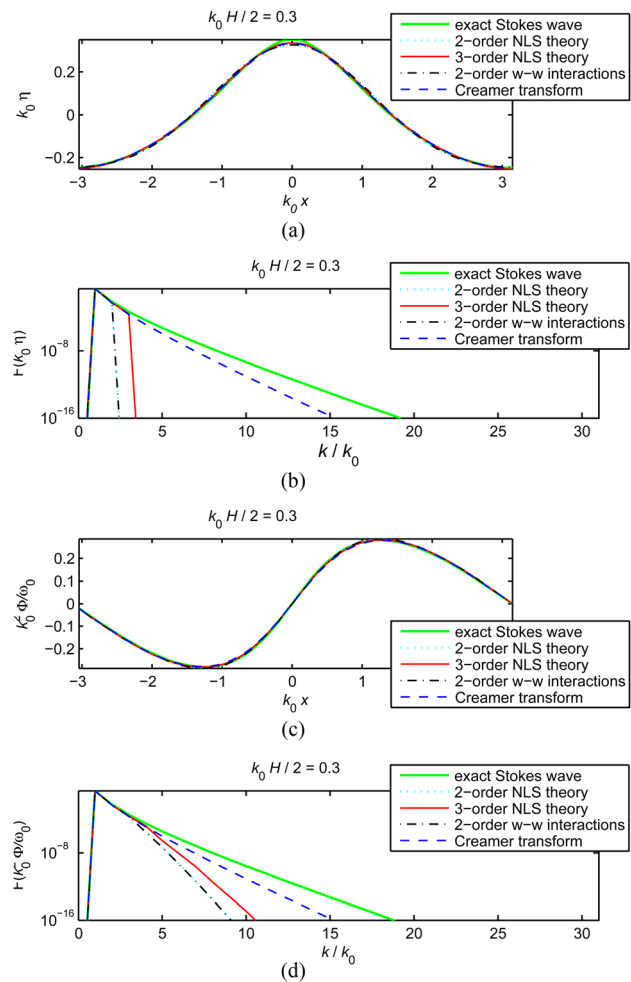 k0 H / 2 = 0.3
exact Stokes wave
2−order NLS theory
3−order NLS theory
2−order w−w interactions
Creamer transform
k0 η
0.2
0
−0.2
−3 −2 −1 0 1 2 3
k0 x
(a)
k0 H / 2 = 0.3
exact Stokes wave
2−order NLS theory
3−order NLS theory
2−order w−w interactions
Creamer transform
(k0 η)
10−8
10−16
0 5 10 15 20 25 30
k / k0
(b)
k0 H / 2 = 0.3
Φ/ω0
0.2
0.1
0
−0.1
−0.2
exact Stokes wave
2−order NLS theory
3−order NLS theory
2−order w−w interactions
Creamer transform
−3 −2 −1 0 1 2 3
k0 x
(c)
k0 H / 2 = 0.3
exact Stokes wave
2−order NLS theory
3−order NLS theory
2−order w−w interactions
Creamer transform
Φ/ω0)
10−8
10−16
0 5 10 15 20 25 30
k / k0
(d)